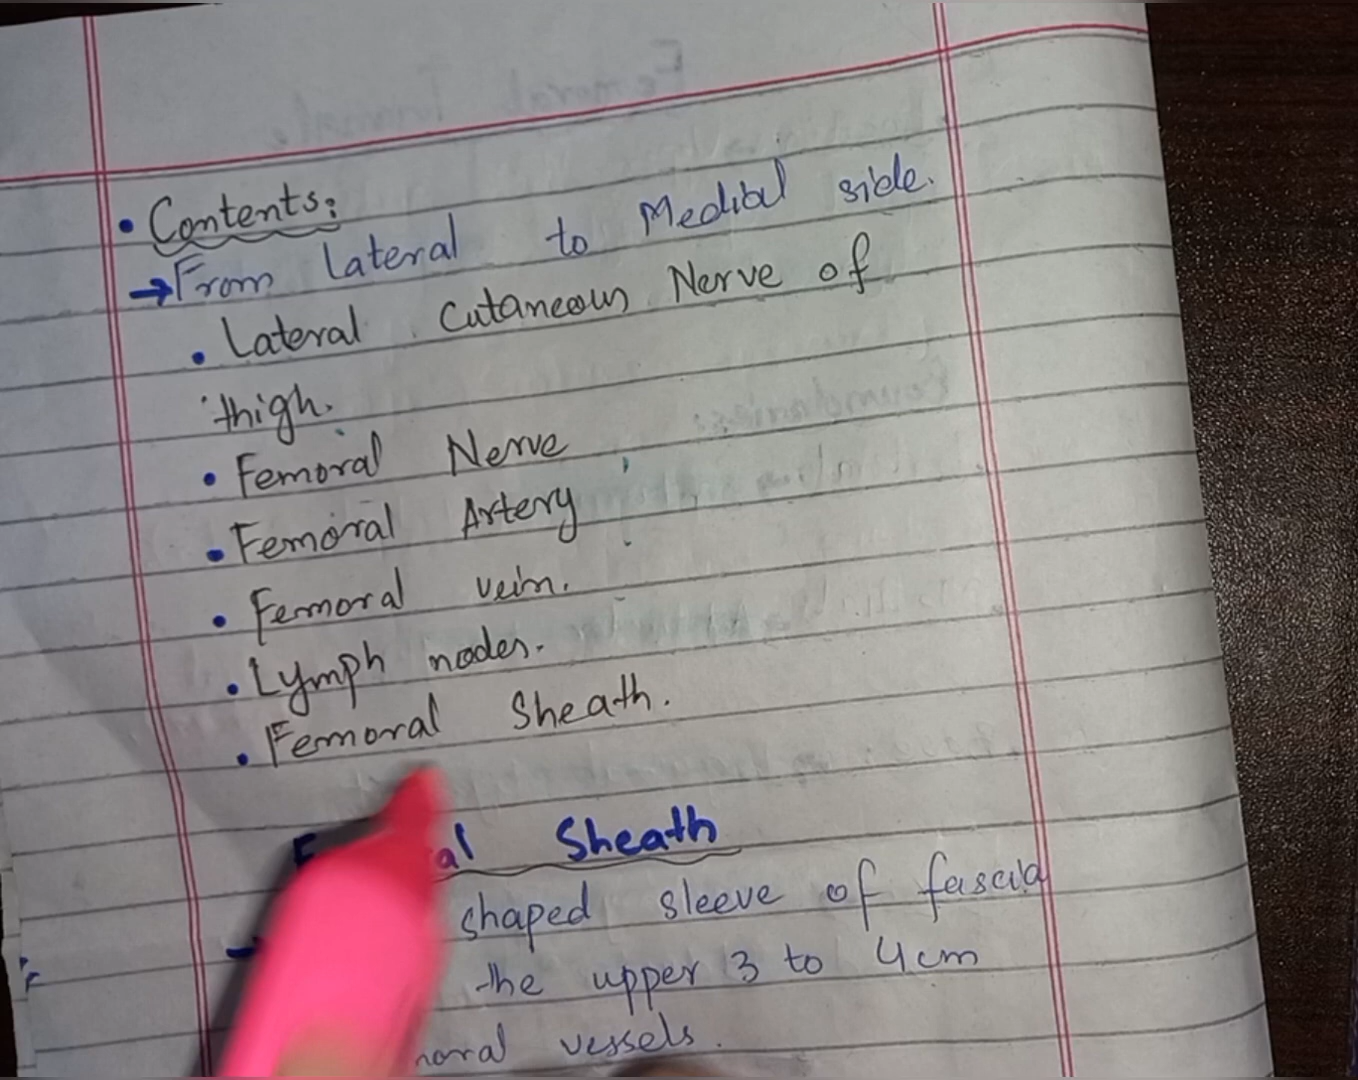 • Contents:
→ From lateral to Medial side.
• Lateral Cutaneous Nerve of
thigh.
• Femoral Nerve
• Femoral Artery
• Femoral vein.
• Lymph nodes.
• Femoral Sheath.
Sheath
shaped sleeve of fascia
the upper 3 to 4cm
vessels.